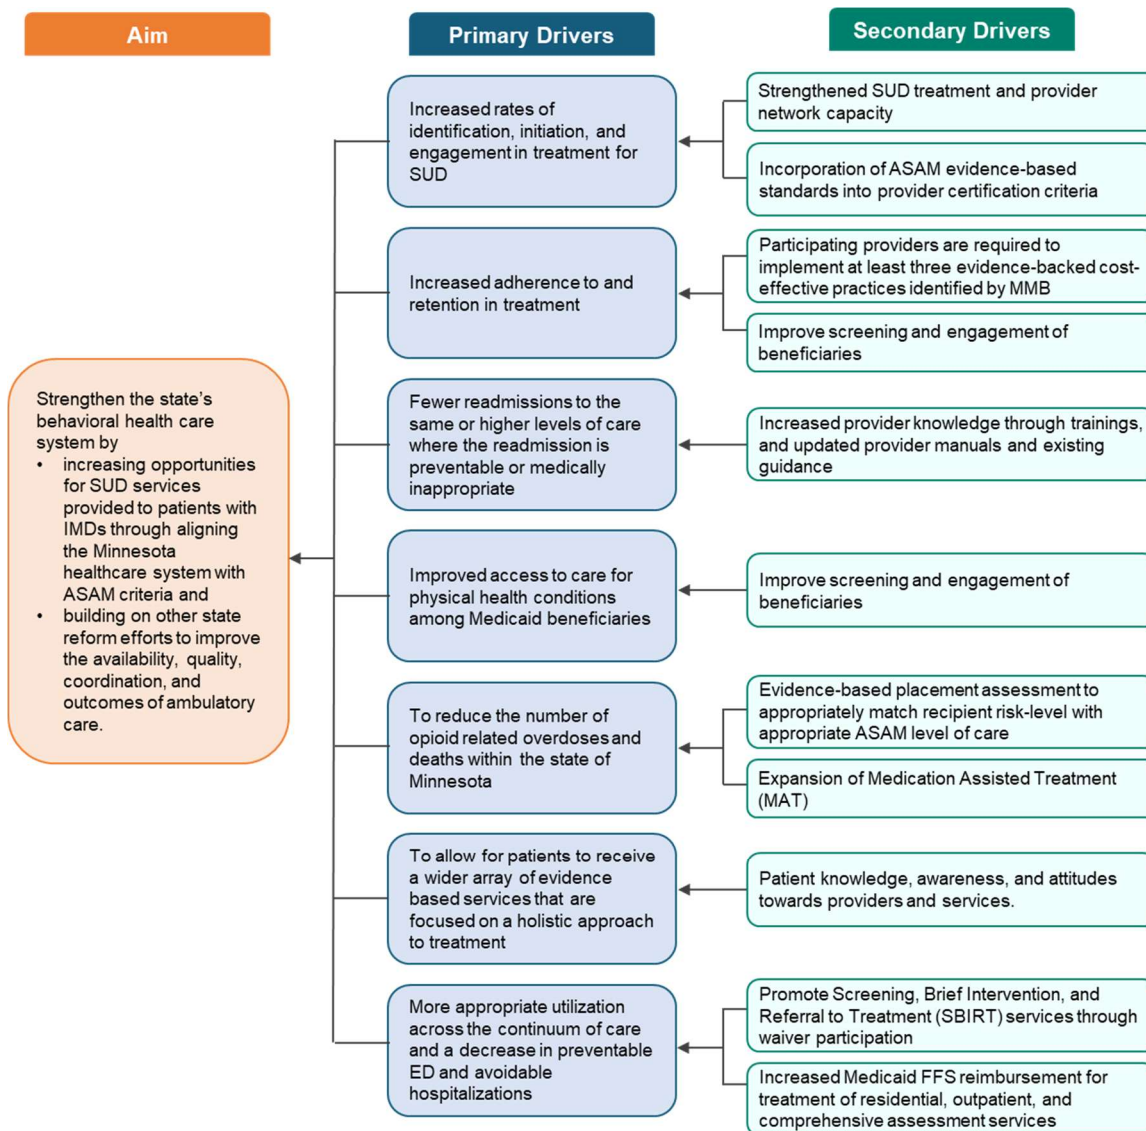 Aim
Primary Drivers
Secondary Drivers
Strengthen the state's
behavioral health care
system by
• increasing opportunities
for SUD services
provided to patients with
IMDs through aligning
the Minnesota
healthcare system with
ASAM criteria and
• building on other state
reform efforts to improve
the availability, quality,
coordination, and
outcomes of ambulatory
care.
Increased rates of
identification, initiation, and
engagement in treatment for
SUD
Strengthened SUD treatment and provider
network capacity
Incorporation of ASAM evidence-based
standards into provider certification criteria
Increased adherence to and
retention in treatment
Participating providers are required to
implement at least three evidence-backed cost-
effective practices identified by MMB
Improve screening and engagement of
beneficiaries
Fewer readmissions to the
same or higher levels of care
where the readmission is
preventable or medically
inappropriate
Increased provider knowledge through trainings,
and updated provider manuals and existing
guidance
Improved access to care for
physical health conditions
among Medicaid beneficiaries
Improve screening and engagement of
beneficiaries
To reduce the number of
opioid related overdoses and
deaths within the state of
Minnesota
Evidence-based placement assessment to
appropriately match recipient risk-level with
appropriate ASAM level of care
Expansion of Medication Assisted Treatment
(MAT)
To allow for patients to receive
a wider array of evidence
based services that are
focused on a holistic approach
to treatment
Patient knowledge, awareness, and attitudes
towards providers and services.
More appropriate utilization
across the continuum of care
and a decrease in preventable
ED and avoidable
hospitalizations
Promote Screening, Brief Intervention, and
Referral to Treatment (SBIRT) services through
waiver participation
Increased Medicaid FFS reimbursement for
treatment of residential, outpatient, and
comprehensive assessment services